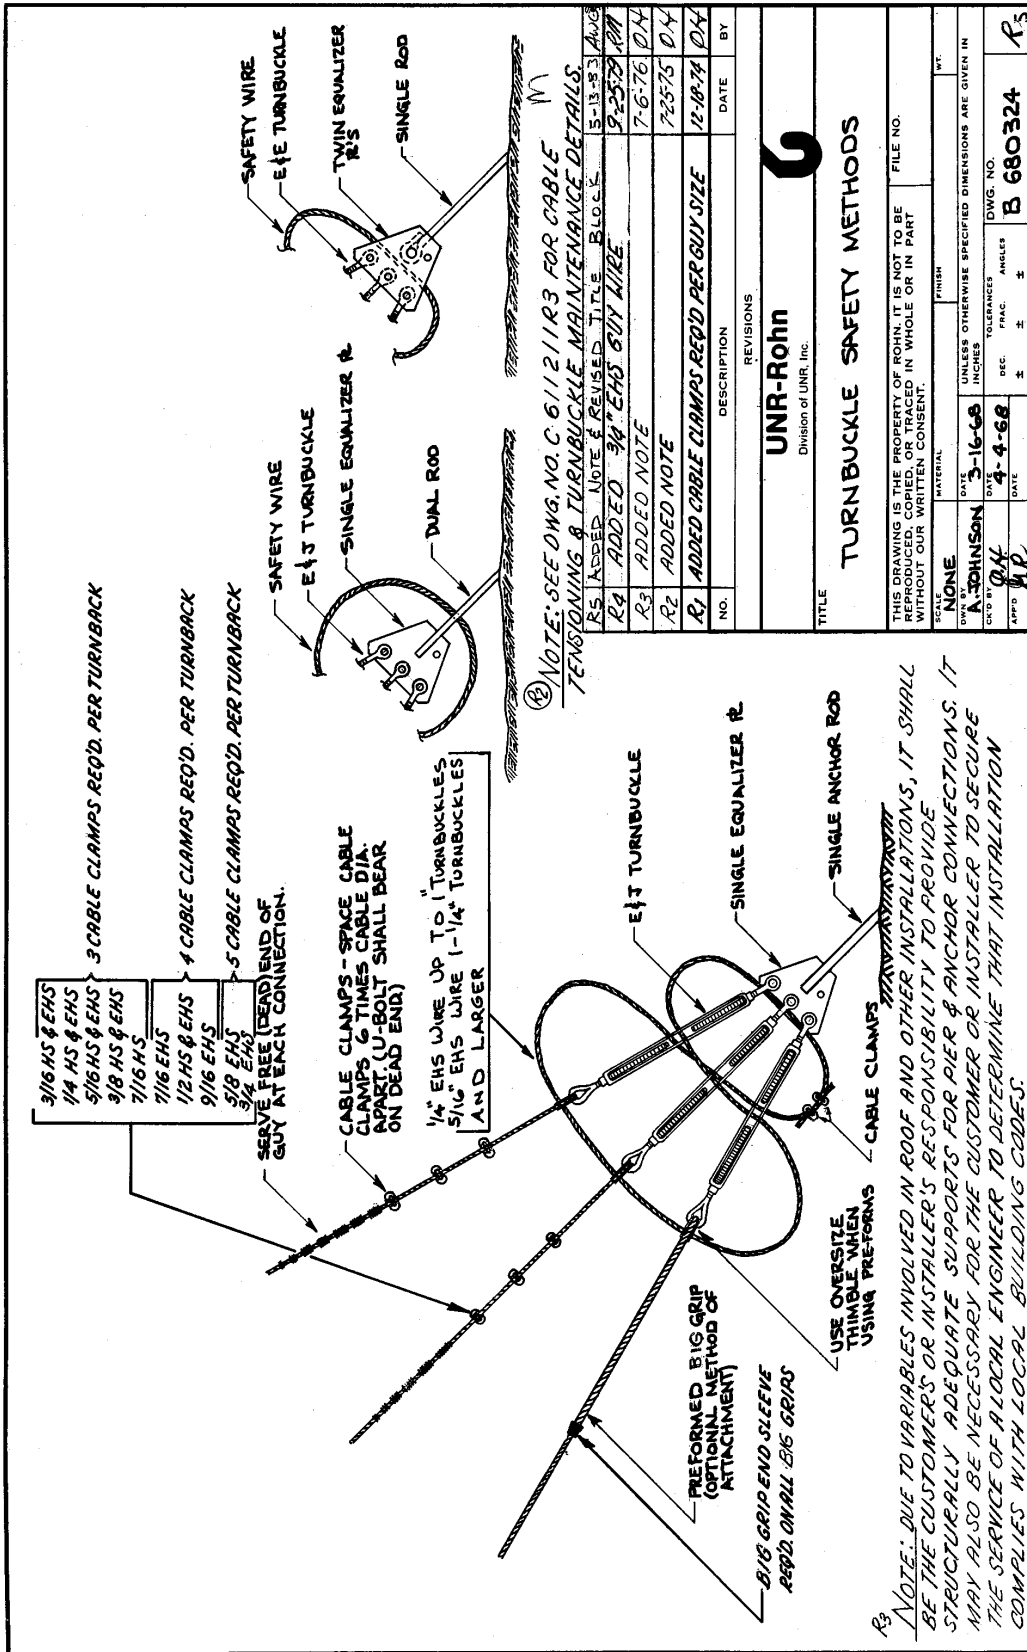 3/16 HS & EHS
1/4 HS & EHS
5/16 HS & EHS
3/8 HS & EHS
7/16 HS
3 CABLE CLAMPS REQ'D. PER TURNBACK
7/16 EHS
1/2 HS & EHS
9/16 EHS
4 CABLE CLAMPS REQ'D. PER TURNBACK
5/8 EHS
3/4 EHS
5 CABLE CLAMPS REQ'D. PER TURNBACK
SERVE FREE (DEAD) END OF
GUY AT EACH CONNECTION.
CABLE CLAMPS - SPACE CABLE
CLAMPS 6 TIMES CABLE DIA.
APART. (U-BOLT SHALL BEAR
ON DEAD END)
1/4" EHS WIRE UP TO 1" TURNBUCKLES
5/16" EHS WIRE 1-1/4" TURNBUCKLES
AND LARGER
SAFETY WIRE
E & J TURNBUCKLE
SINGLE EQUALIZER ℞
DUAL ROD
SAFETY WIRE
E & E TURNBUCKLE
TWIN EQUALIZER
℞'S
SINGLE ROD
R2 NOTE: SEE DWG. NO. C 611211R3 FOR CABLE
TENSIONING & TURNBUCKLE MAINTENANCE DETAILS.
E & J TURNBUCKLE
SINGLE EQUALIZER ℞
SINGLE ANCHOR ROD
CABLE CLAMPS
USE OVERSIZE
THIMBLE WHEN
USING PRE-FORMS
PREFORMED BIG GRIP
(OPTIONAL METHOD OF
ATTACHMENT)
BIG GRIP END SLEEVE
REQD. ON ALL BIG GRIPS
R3
NOTE: DUE TO VARIABLES INVOLVED IN ROOF AND OTHER INSTALLATIONS, IT SHALL
BE THE CUSTOMER'S OR INSTALLER'S RESPONSIBILITY TO PROVIDE
STRUCTURALLY ADEQUATE SUPPORTS FOR PIER & ANCHOR CONNECTIONS. IT
MAY ALSO BE NECESSARY FOR THE CUSTOMER OR INSTALLER TO SECURE
THE SERVICE OF A LOCAL ENGINEER TO DETERMINE THAT INSTALLATION
COMPLIES WITH LOCAL BUILDING CODES.
R5 ADDED NOTE & REVISED TITLE BLOCK 5-13-83 AWG
R4 ADDED 3/4" EHS GUY WIRE 9-25-79 RM
R3 ADDED NOTE 7-6-76 DH
R2 ADDED NOTE 7-25-75 DH
R1 ADDED CABLE CLAMPS REQ'D PER GUY SIZE 12-18-74 DH
NO. DESCRIPTION DATE BY
REVISIONS
UNR-Rohn
Division of UNR, Inc.
TITLE
TURNBUCKLE SAFETY METHODS
THIS DRAWING IS THE PROPERTY OF ROHN. IT IS NOT TO BE
REPRODUCED, COPIED, OR TRACED IN WHOLE OR IN PART
WITHOUT OUR WRITTEN CONSENT.
FILE NO.
SCALE NONE
MATERIAL
FINISH
WT.
DWN BY A. JOHNSON
DATE 3-16-68
UNLESS OTHERWISE SPECIFIED DIMENSIONS ARE GIVEN IN
INCHES
CK'D BY
DATE 4-4-68
TOLERANCES
DEC. FRAC. ANGLES
± ± ±
APP'D
DATE
DWG. NO.
B 680324
R5